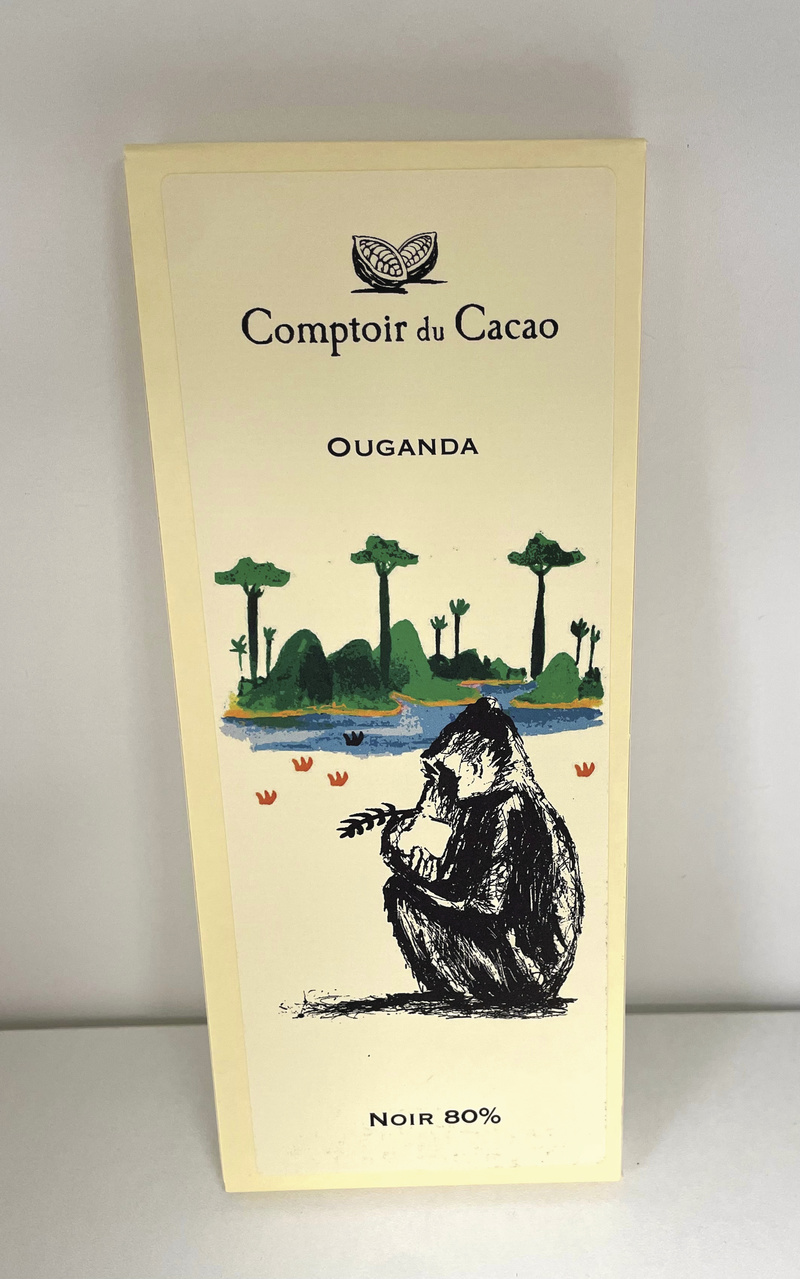 Comptoir du Cacao
Ouganda
Noir 80%